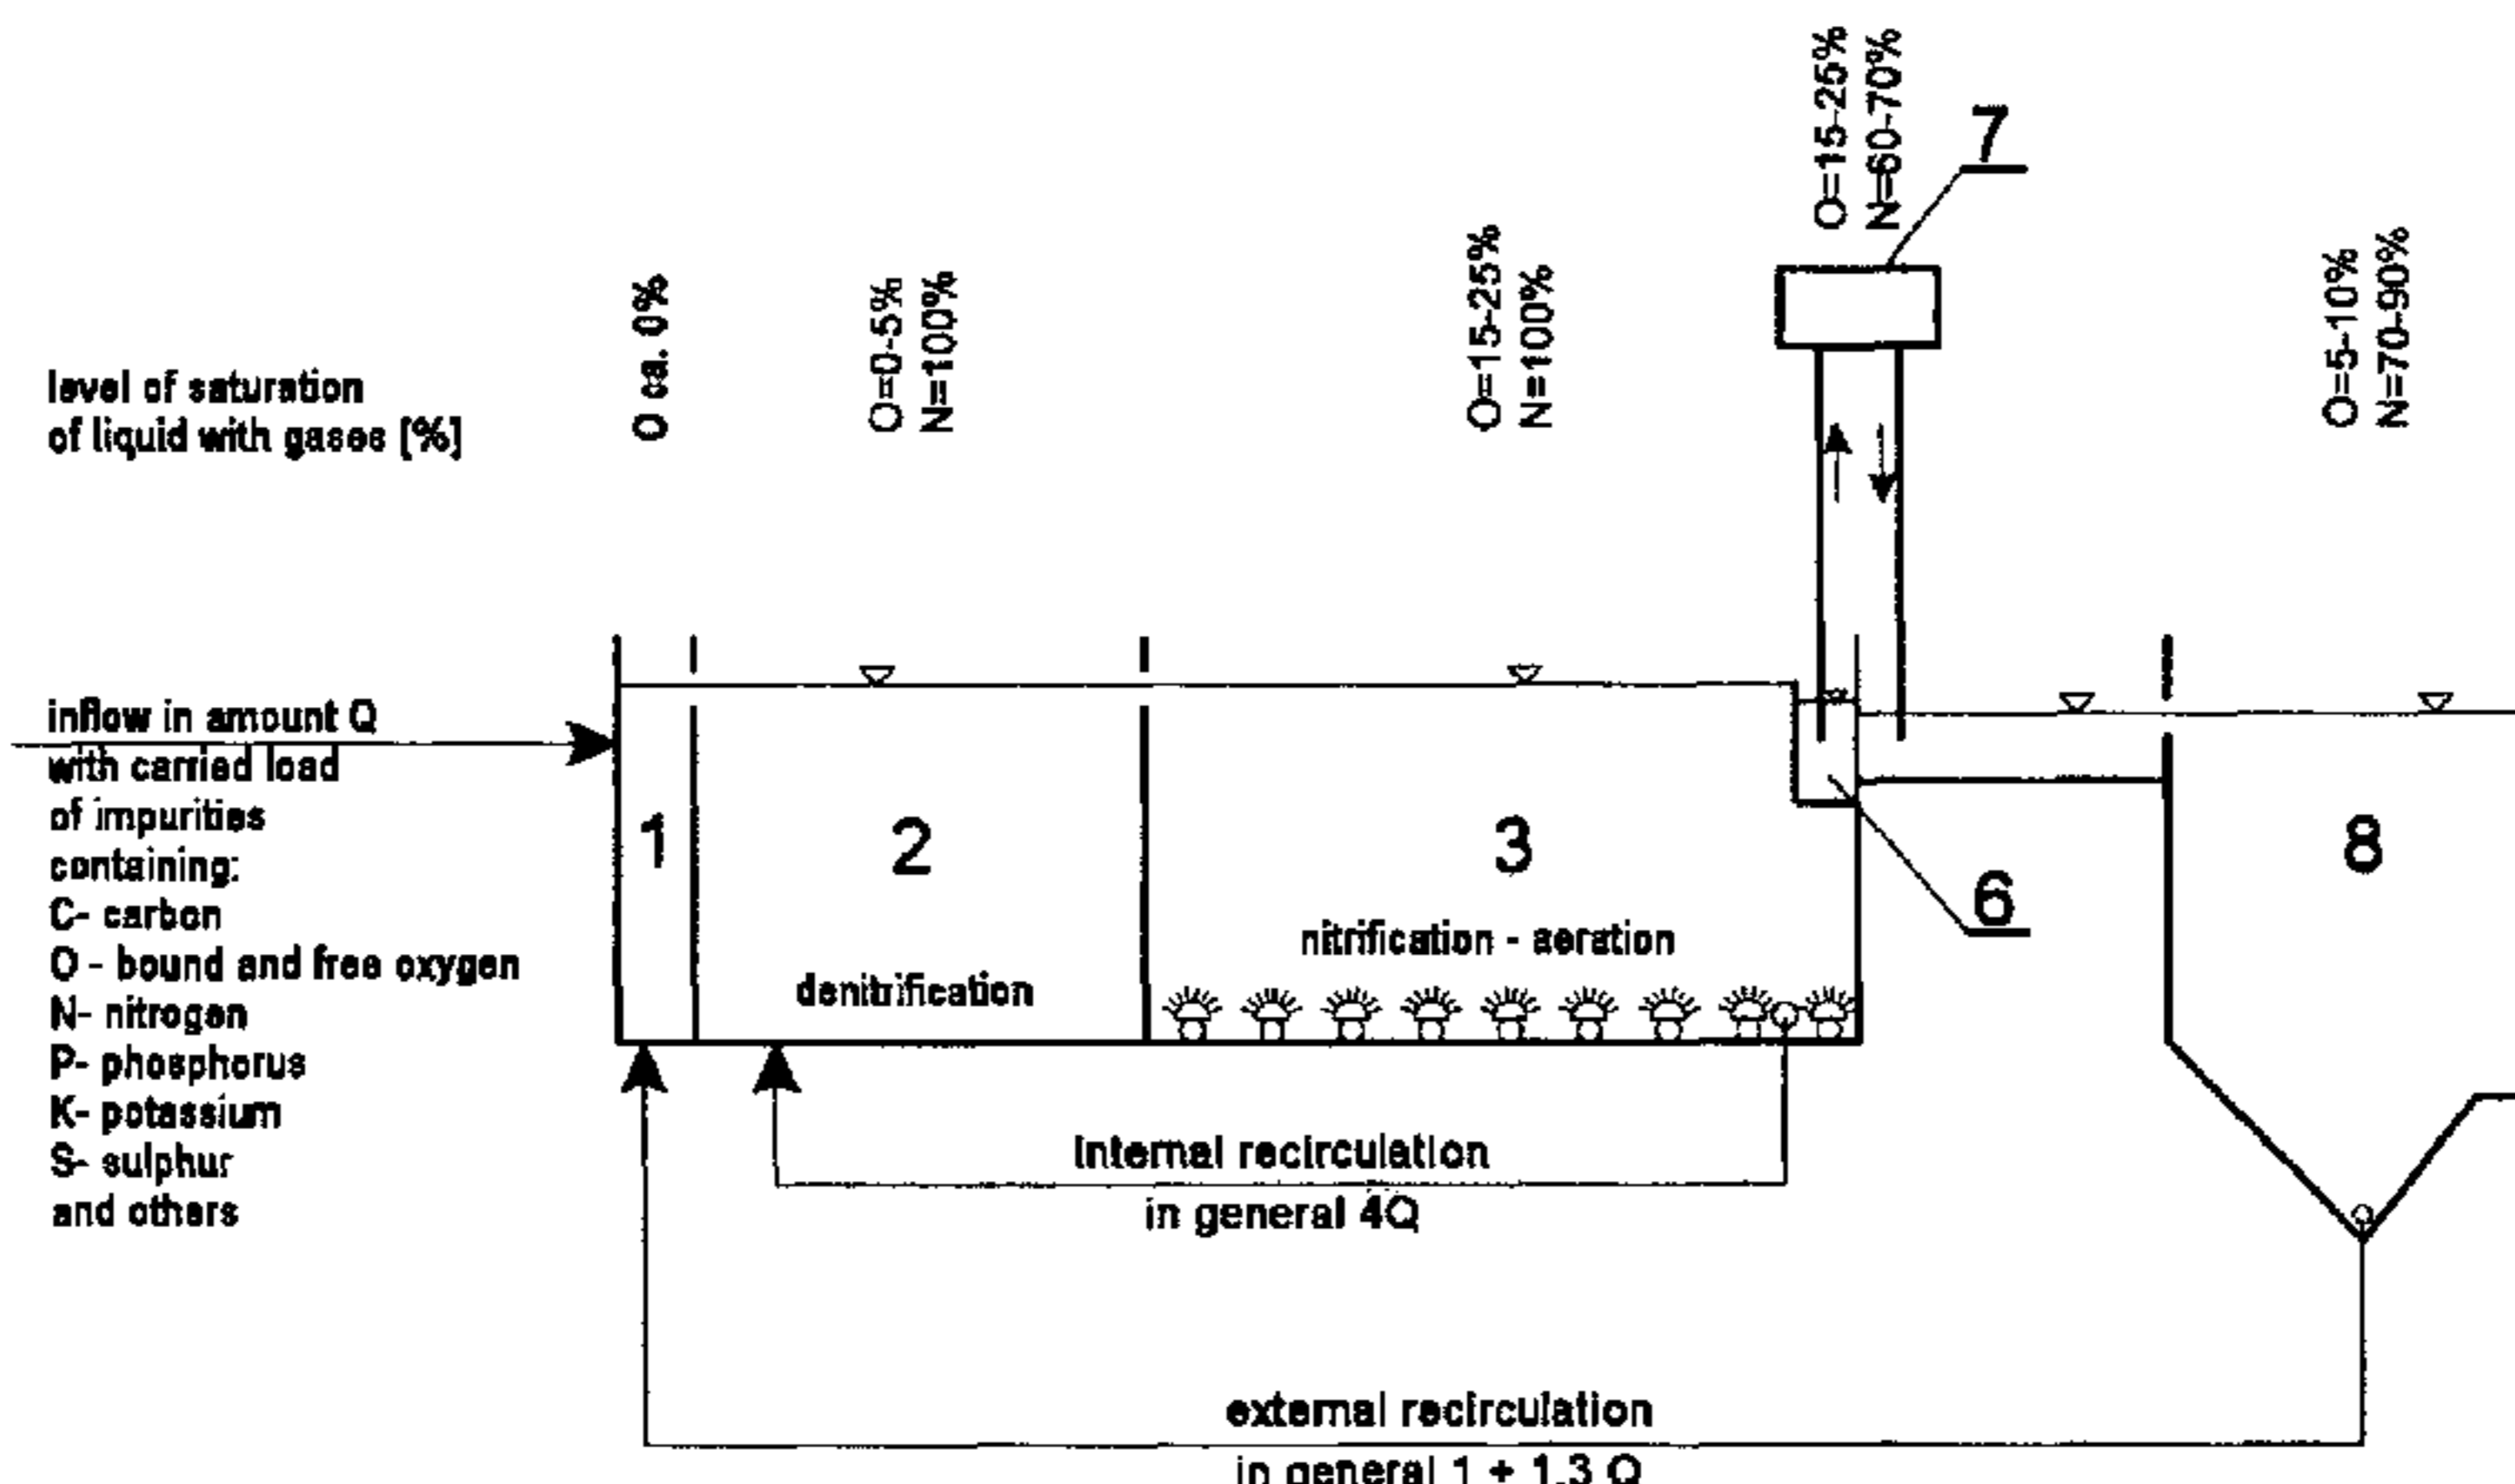 O=15-25%
N=60-70%
7
O ca. 0%
O=0-5%
N=100%
O=15-25%
N=100%
O=5-10%
N=70-90%
level of saturation
of liquid with gases [%]
inflow in amount Q
with carried load
of impurities
containing:
C- carbon
O - bound and free oxygen
N- nitrogen
P- phosphorus
K- potassium
S- sulphur
and others
1
2
3
8
6
nitrification - aeration
denitrification
internal recirculation
in general 4Q
external recirculation
in general 1 + 1.3 Q